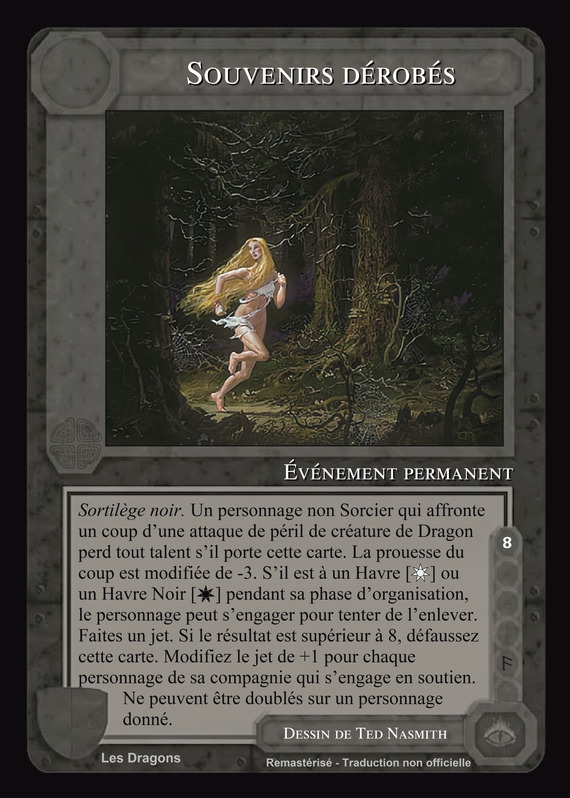 Souvenirs dérobés
Événement permanent
Sortilège noir. Un personnage non Sorcier qui affronte
un coup d'une attaque de péril de créature de Dragon
perd tout talent s'il porte cette carte. La prouesse du
coup est modifiée de -3. S'il est à un Havre [☀] ou
un Havre Noir [✷] pendant sa phase d'organisation,
le personnage peut s'engager pour tenter de l'enlever.
Faites un jet. Si le résultat est supérieur à 8, défaussez
cette carte. Modifiez le jet de +1 pour chaque
personnage de sa compagnie qui s'engage en soutien.
Ne peuvent être doublés sur un personnage
donné.
8
Dessin de Ted Nasmith
Les Dragons
Remastérisé - Traduction non officielle